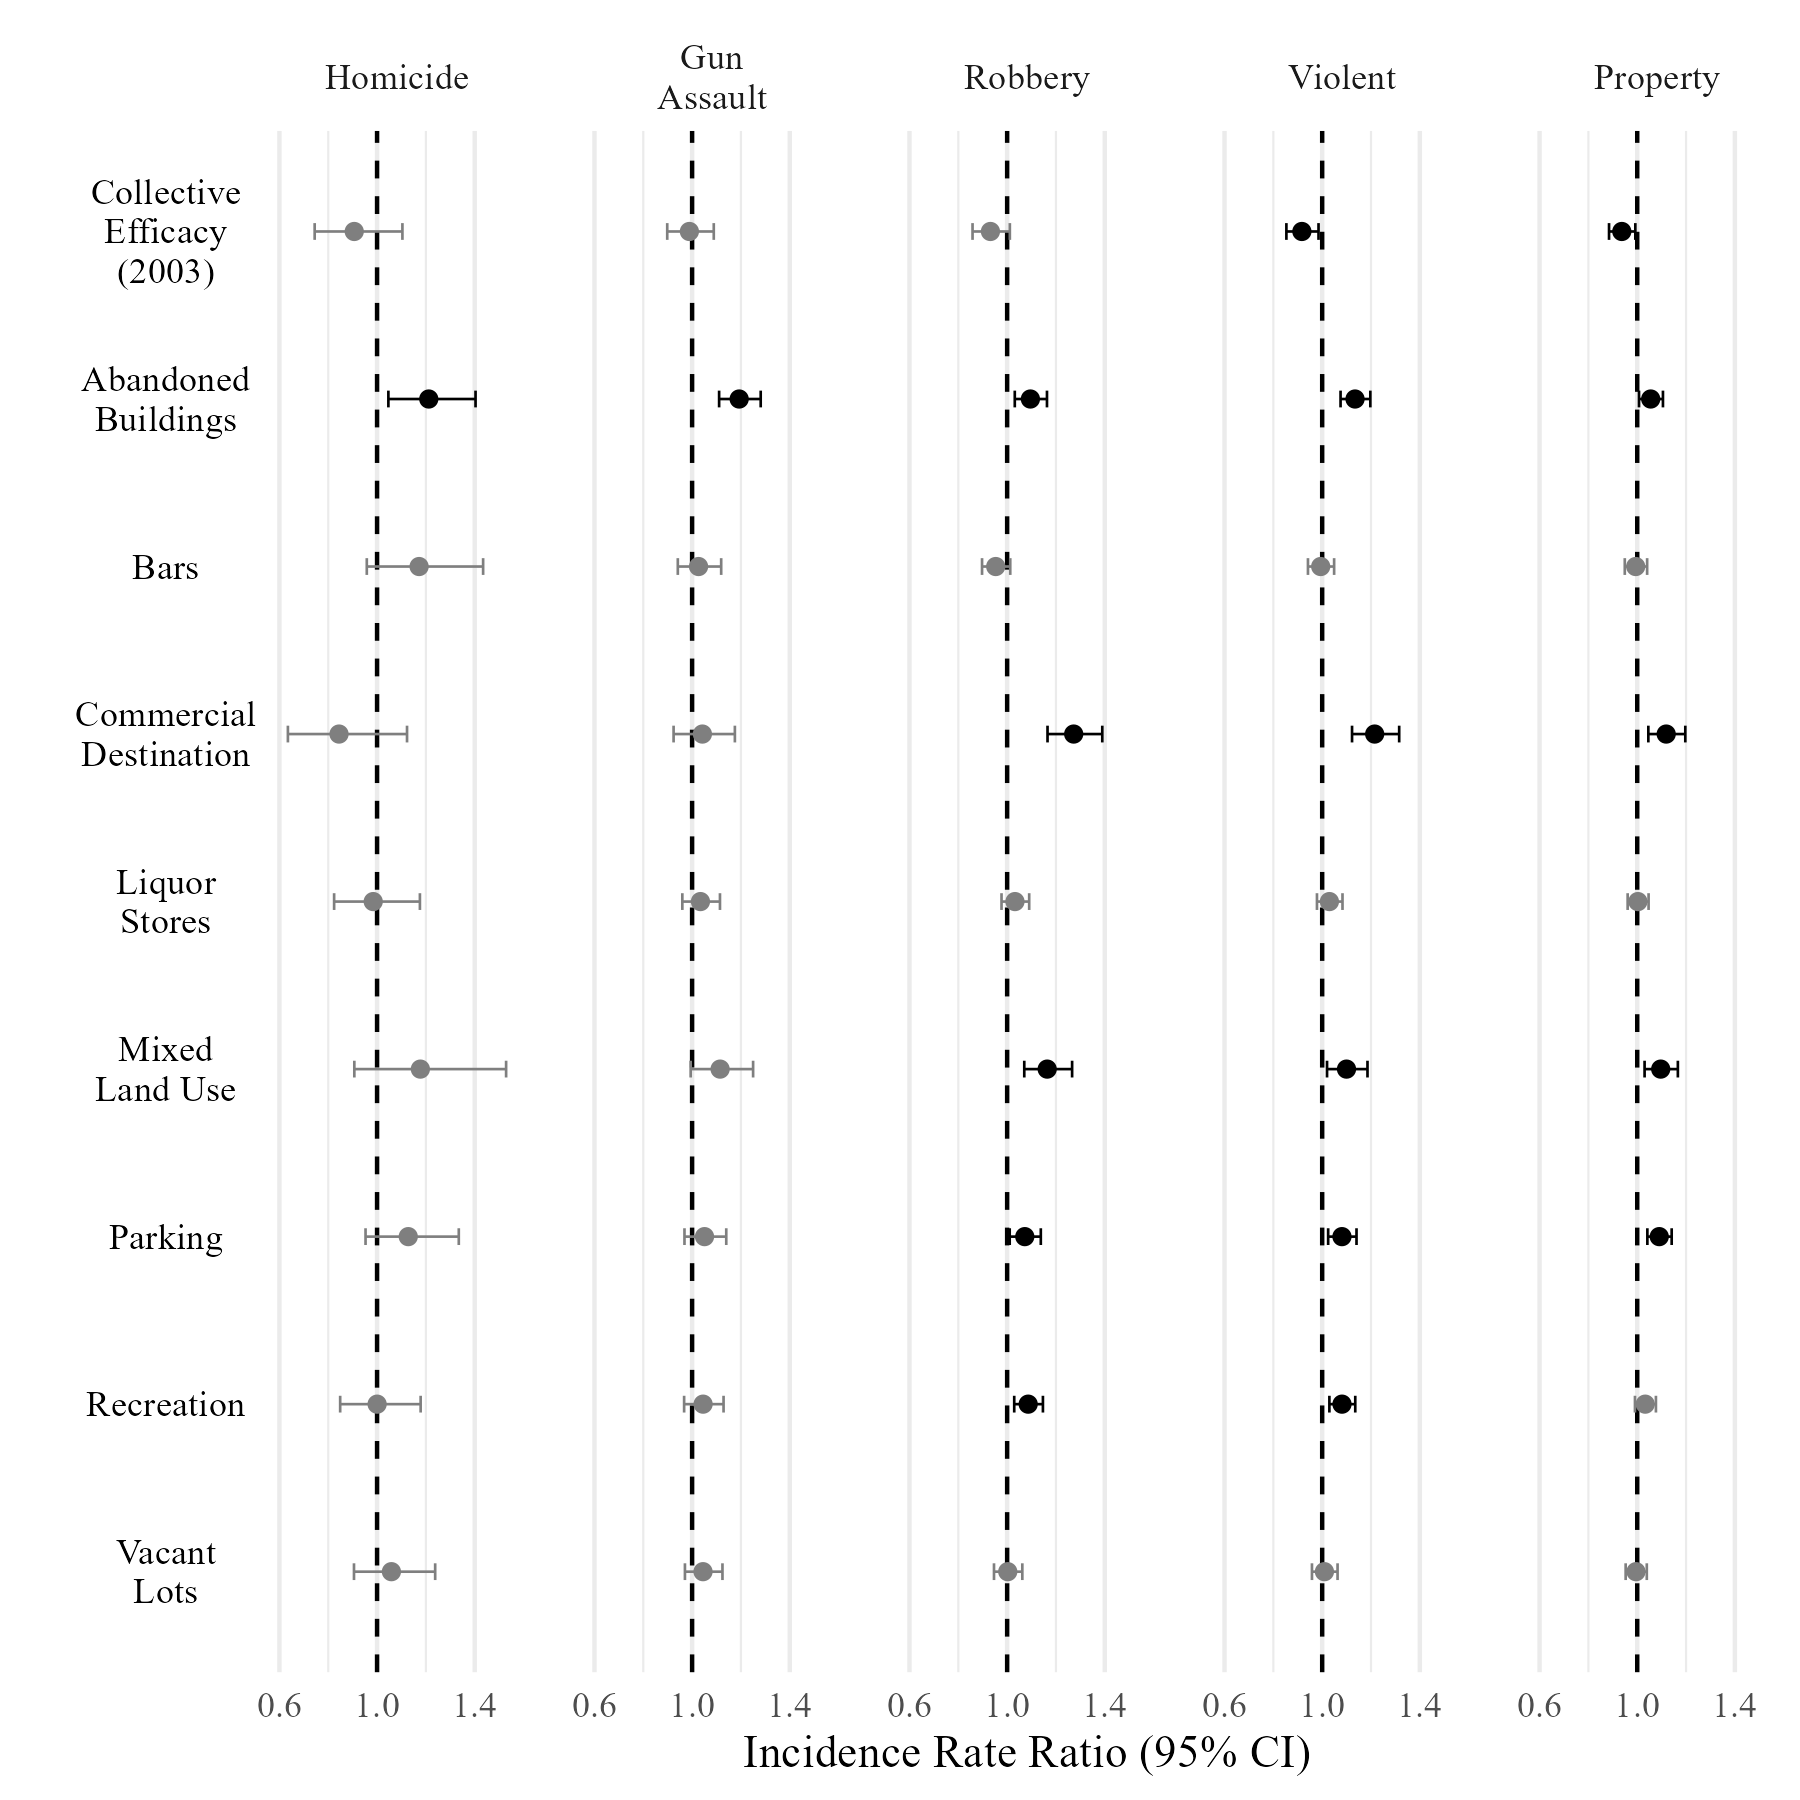 Homicide
Gun
Assault
Robbery
Violent
Property
Collective
Efficacy
(2003)
Abandoned
Buildings
Bars
Commercial
Destination
Liquor
Stores
Mixed
Land Use
Parking
Recreation
Vacant
Lots
0.6 1.0 1.4 0.6 1.0 1.4 0.6 1.0 1.4 0.6 1.0 1.4 0.6 1.0 1.4
Incidence Rate Ratio (95% CI)